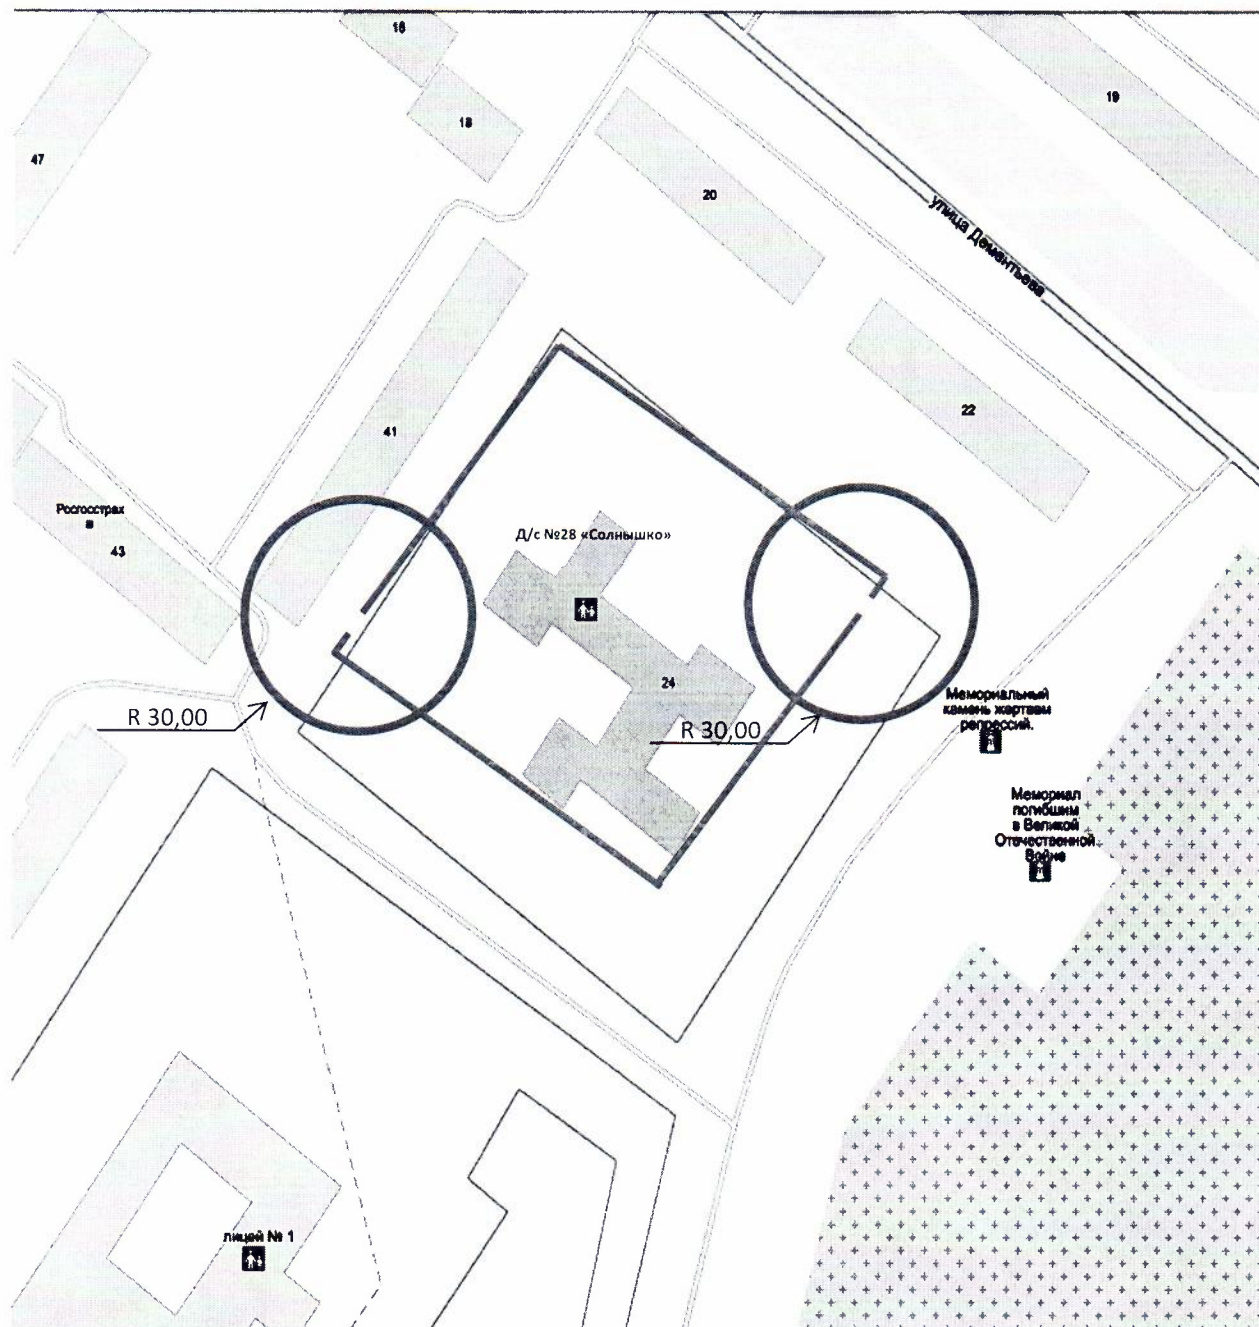 16
18
19
47
20
улица Дементьева
22
41
Росгосстрах
43
Д/с №28 «Солнышко»
24
R 30,00
R 30,00
Мемориальный
камень жертвам
репрессий.
Мемориал
погибшим
в Великой
Отечественной
Войне
лицей № 1